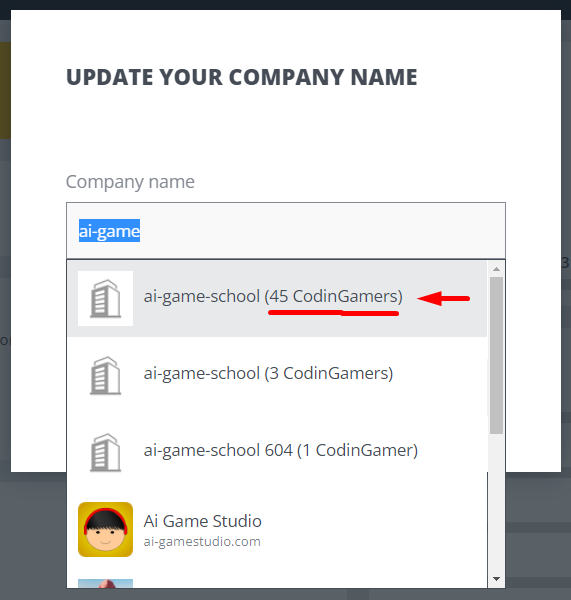 UPDATE YOUR COMPANY NAME
Company name
ai-game
ai-game-school (45 CodinGamers)
ai-game-school (3 CodinGamers)
ai-game-school 604 (1 CodinGamer)
Ai Game Studio
ai-gamestudio.com